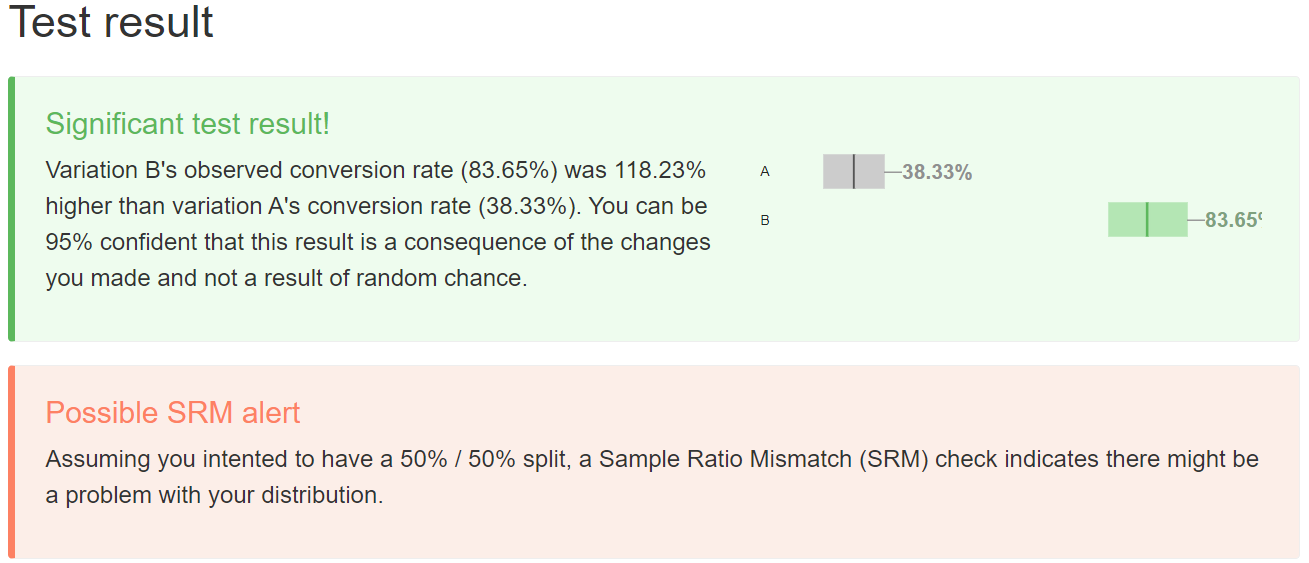 Test result
Significant test result!
Variation B's observed conversion rate (83.65%) was 118.23%
higher than variation A's conversion rate (38.33%). You can be
95% confident that this result is a consequence of the changes
you made and not a result of random chance.
A
38.33%
B
83.65
Possible SRM alert
Assuming you intented to have a 50% / 50% split, a Sample Ratio Mismatch (SRM) check indicates there might be
a problem with your distribution.